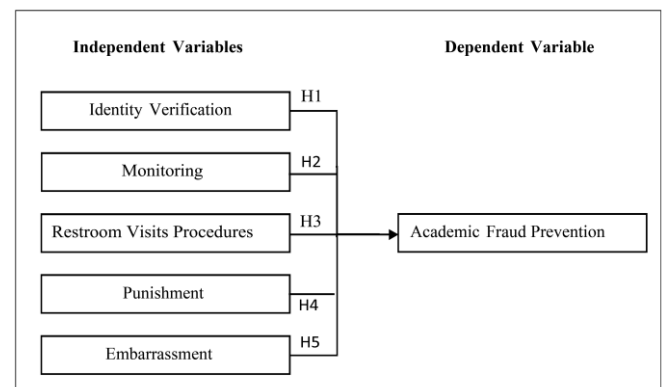 Independent Variables
Dependent Variable
H1
Identity Verification
H2
Monitoring
H3
Restroom Visits Procedures
Academic Fraud Prevention
Punishment
H4
H5
Embarrassment